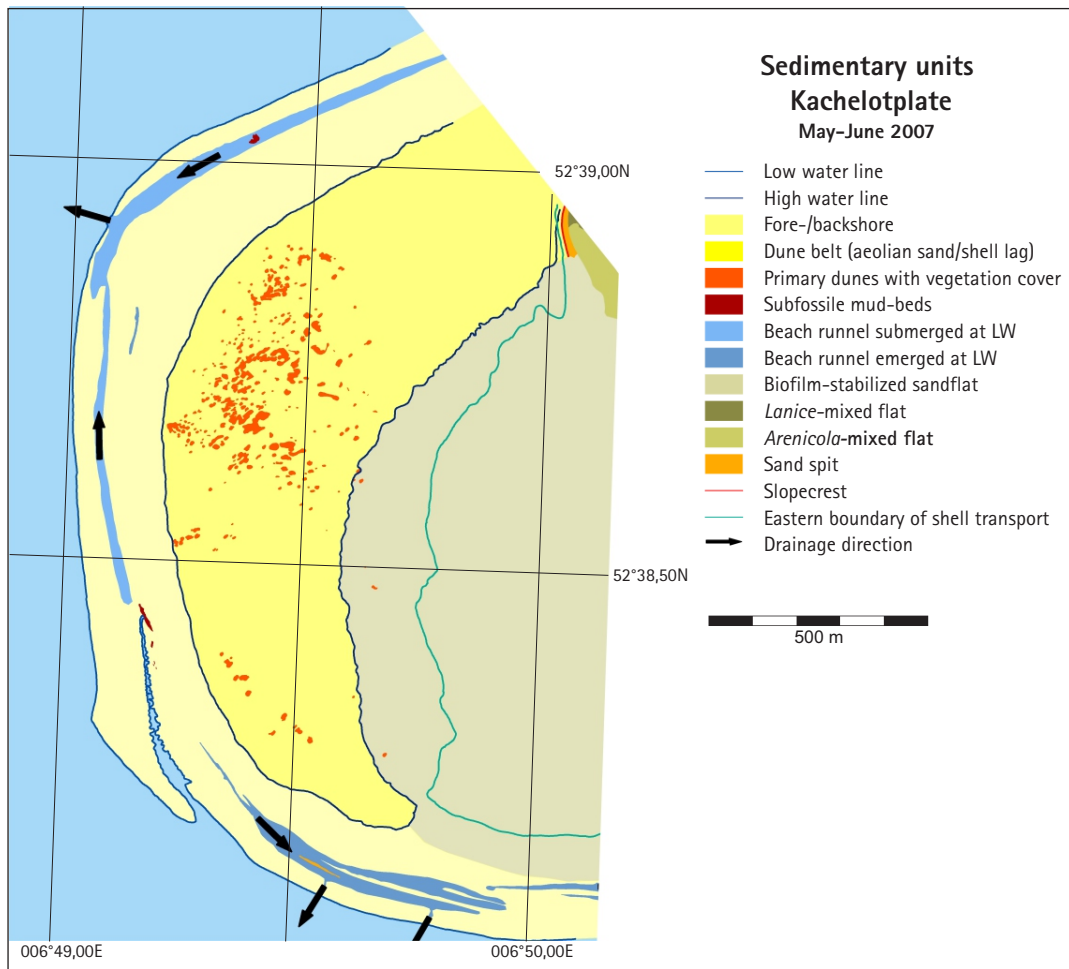 Sedimentary units
Kachelotplate
May-June 2007
Low water line
High water line
Fore-/backshore
Dune belt (aeolian sand/shell lag)
Primary dunes with vegetation cover
Subfossile mud-beds
Beach runnel submerged at LW
Beach runnel emerged at LW
Biofilm-stabilized sandflat
Lanice-mixed flat
Arenicola-mixed flat
Sand spit
Slopecrest
Eastern boundary of shell transport
Drainage direction
500 m
52°39,00N
52°38,50N
006°49,00E
006°50,00E